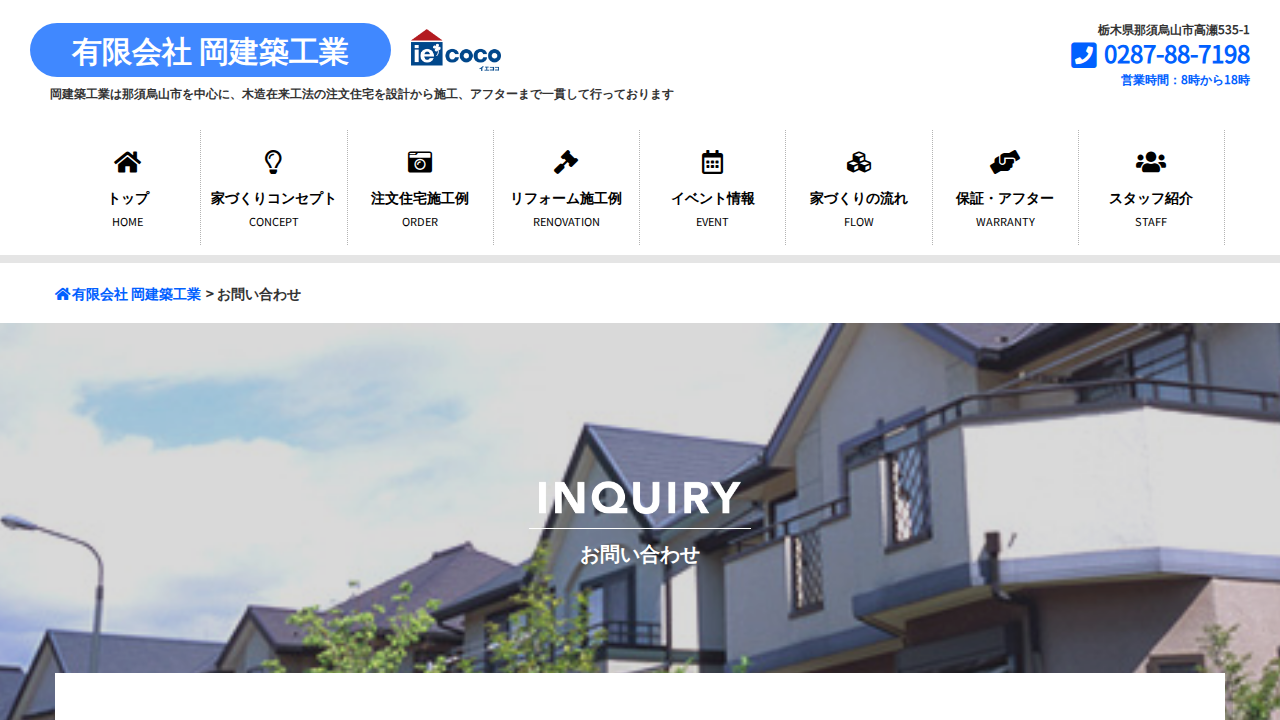 有限会社 岡建築工業
ie+coco
イエココ
岡建築工業は那須烏山市を中心に、木造在来工法の注文住宅を設計から施工、アフターまで一貫して行っております
栃木県那須烏山市高瀬535-1
0287-88-7198
営業時間：8時から18時
トップ
HOME
家づくりコンセプト
CONCEPT
注文住宅施工例
ORDER
リフォーム施工例
RENOVATION
イベント情報
EVENT
家づくりの流れ
FLOW
保証・アフター
WARRANTY
スタッフ紹介
STAFF
有限会社 岡建築工業 > お問い合わせ
INQUIRY
お問い合わせ